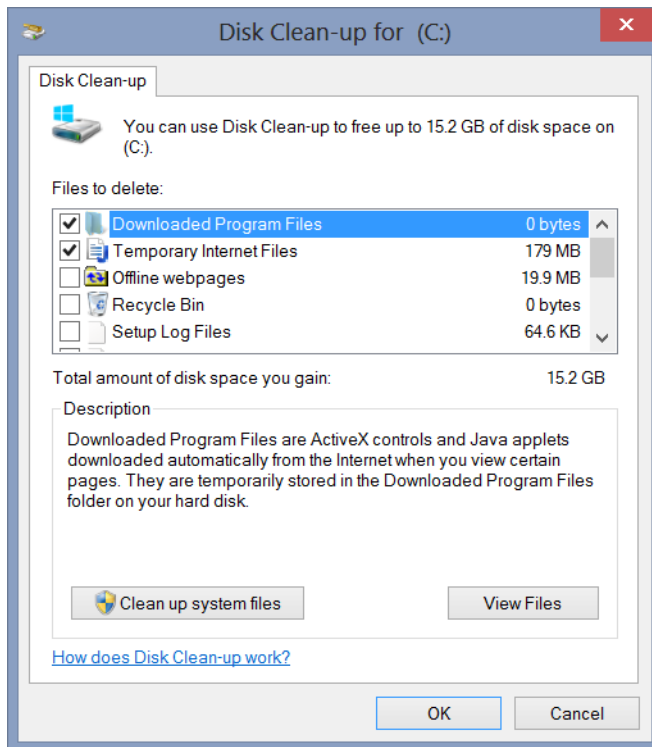 Disk Clean-up for (C:)
Disk Clean-up
You can use Disk Clean-up to free up to 15.2 GB of disk space on
(C:).
Files to delete:
Downloaded Program Files 0 bytes
Temporary Internet Files 179 MB
Offline webpages 19.9 MB
Recycle Bin 0 bytes
Setup Log Files 64.6 KB
Total amount of disk space you gain: 15.2 GB
Description
Downloaded Program Files are ActiveX controls and Java applets
downloaded automatically from the Internet when you view certain
pages. They are temporarily stored in the Downloaded Program Files
folder on your hard disk.
Clean up system files View Files
How does Disk Clean-up work?
OK Cancel